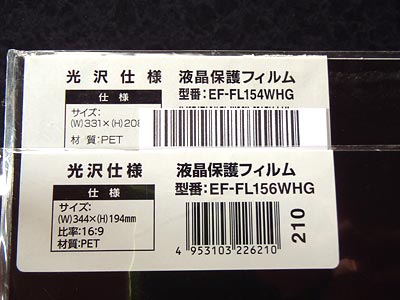 光沢仕様 液晶保護フィルム
型番:EF-FL154WHG
仕様
サイズ:
(W)331×(H)208
材質:PET
光沢仕様 液晶保護フィルム
型番:EF-FL156WHG
仕様
サイズ:
(W)344×(H)194mm
比率:16:9
材質:PET
4 953103 226210
210